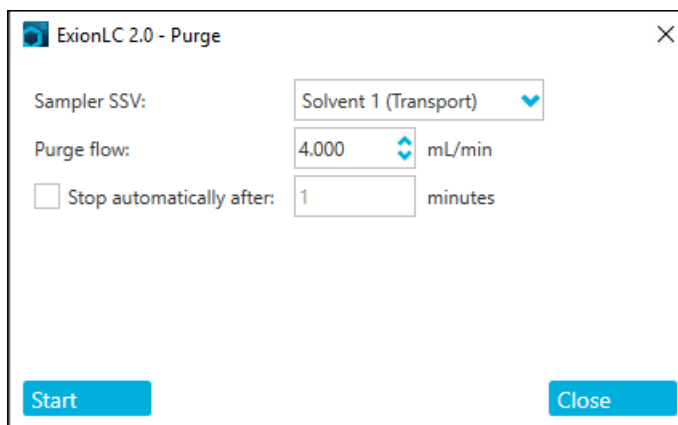 ExionLC 2.0 - Purge
Sampler SSV: Solvent 1 (Transport)
Purge flow: 4.000 mL/min
Stop automatically after: 1 minutes
Start Close